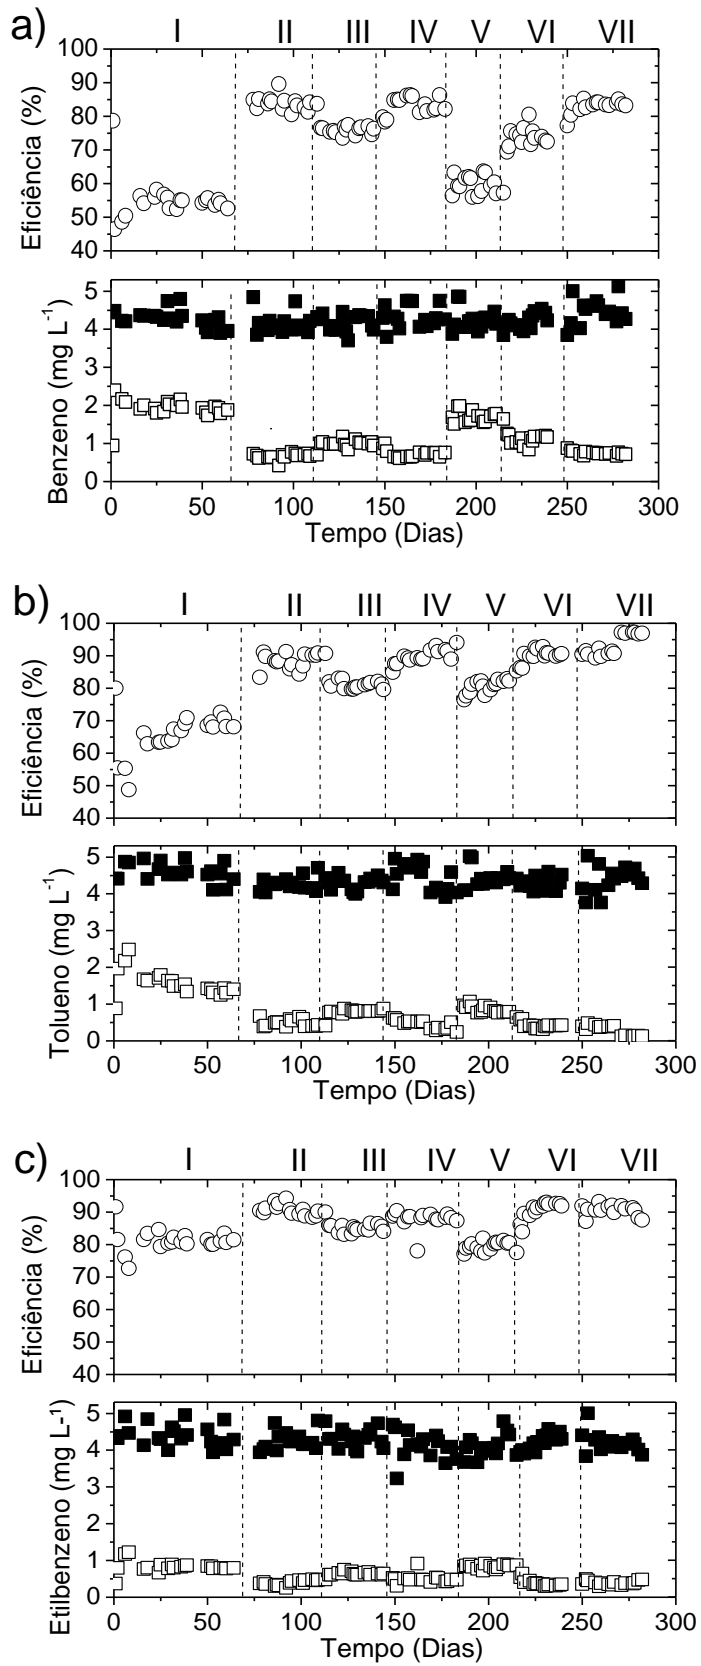 a)
I II III IV V VI VII
100
90
80
70
60
50
40
Eficiência (%)
5
4
3
2
1
0
Benzeno (mg L-1)
0 50 100 150 200 250 300
Tempo (Dias)
b)
I II III IV V VI VII
100
90
80
70
60
50
40
Eficiência (%)
5
4
3
2
1
0
Tolueno (mg L-1)
0 50 100 150 200 250 300
Tempo (Dias)
c)
I II III IV V VI VII
100
90
80
70
60
50
40
Eficiência (%)
5
4
3
2
1
0
Etilbenzeno (mg L-1)
0 50 100 150 200 250 300
Tempo (Dias)